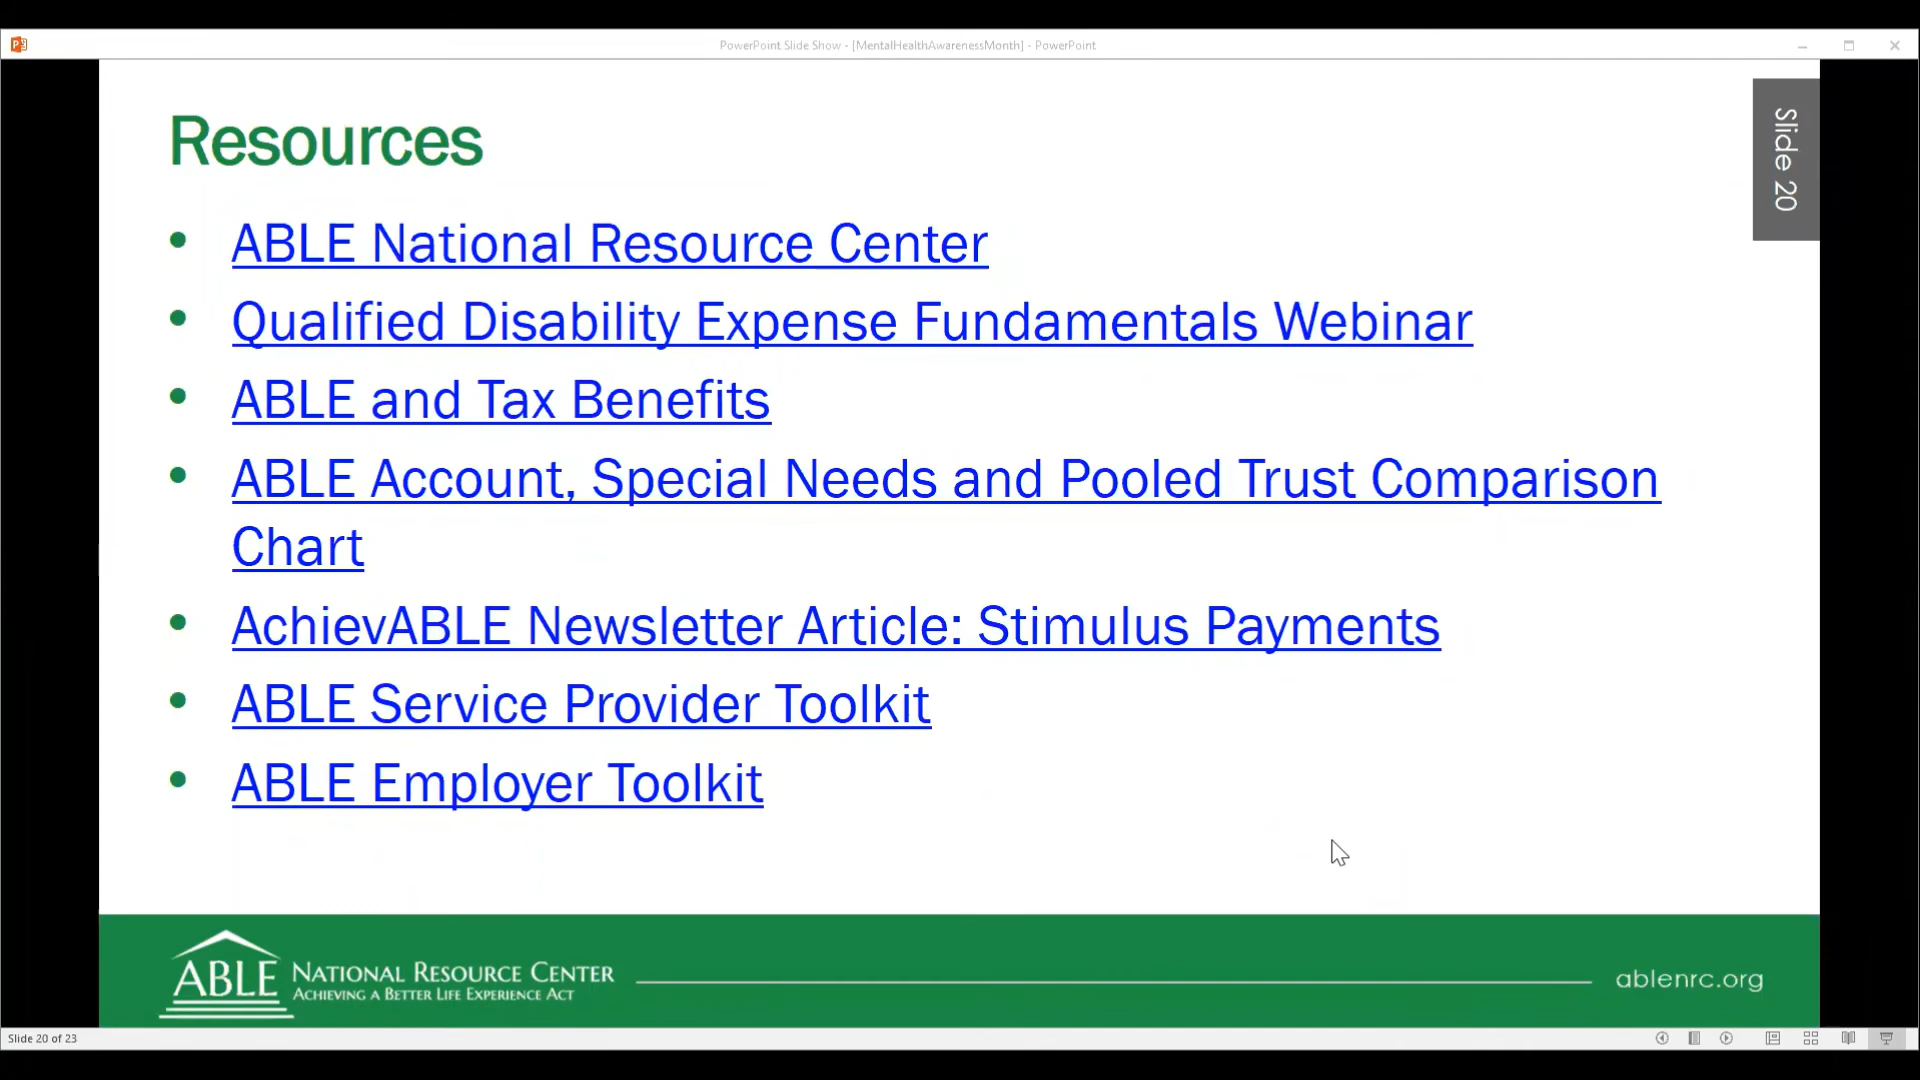 PowerPoint Slide Show - [MentalHealthAwarenessMonth] - PowerPoint
Slide 20
Resources
• ABLE National Resource Center
• Qualified Disability Expense Fundamentals Webinar
• ABLE and Tax Benefits
• ABLE Account, Special Needs and Pooled Trust Comparison
Chart
• AchievABLE Newsletter Article: Stimulus Payments
• ABLE Service Provider Toolkit
• ABLE Employer Toolkit
ABLE NATIONAL RESOURCE CENTER
ACHIEVING A BETTER LIFE EXPERIENCE ACT
ablenrc.org
Slide 20 of 23